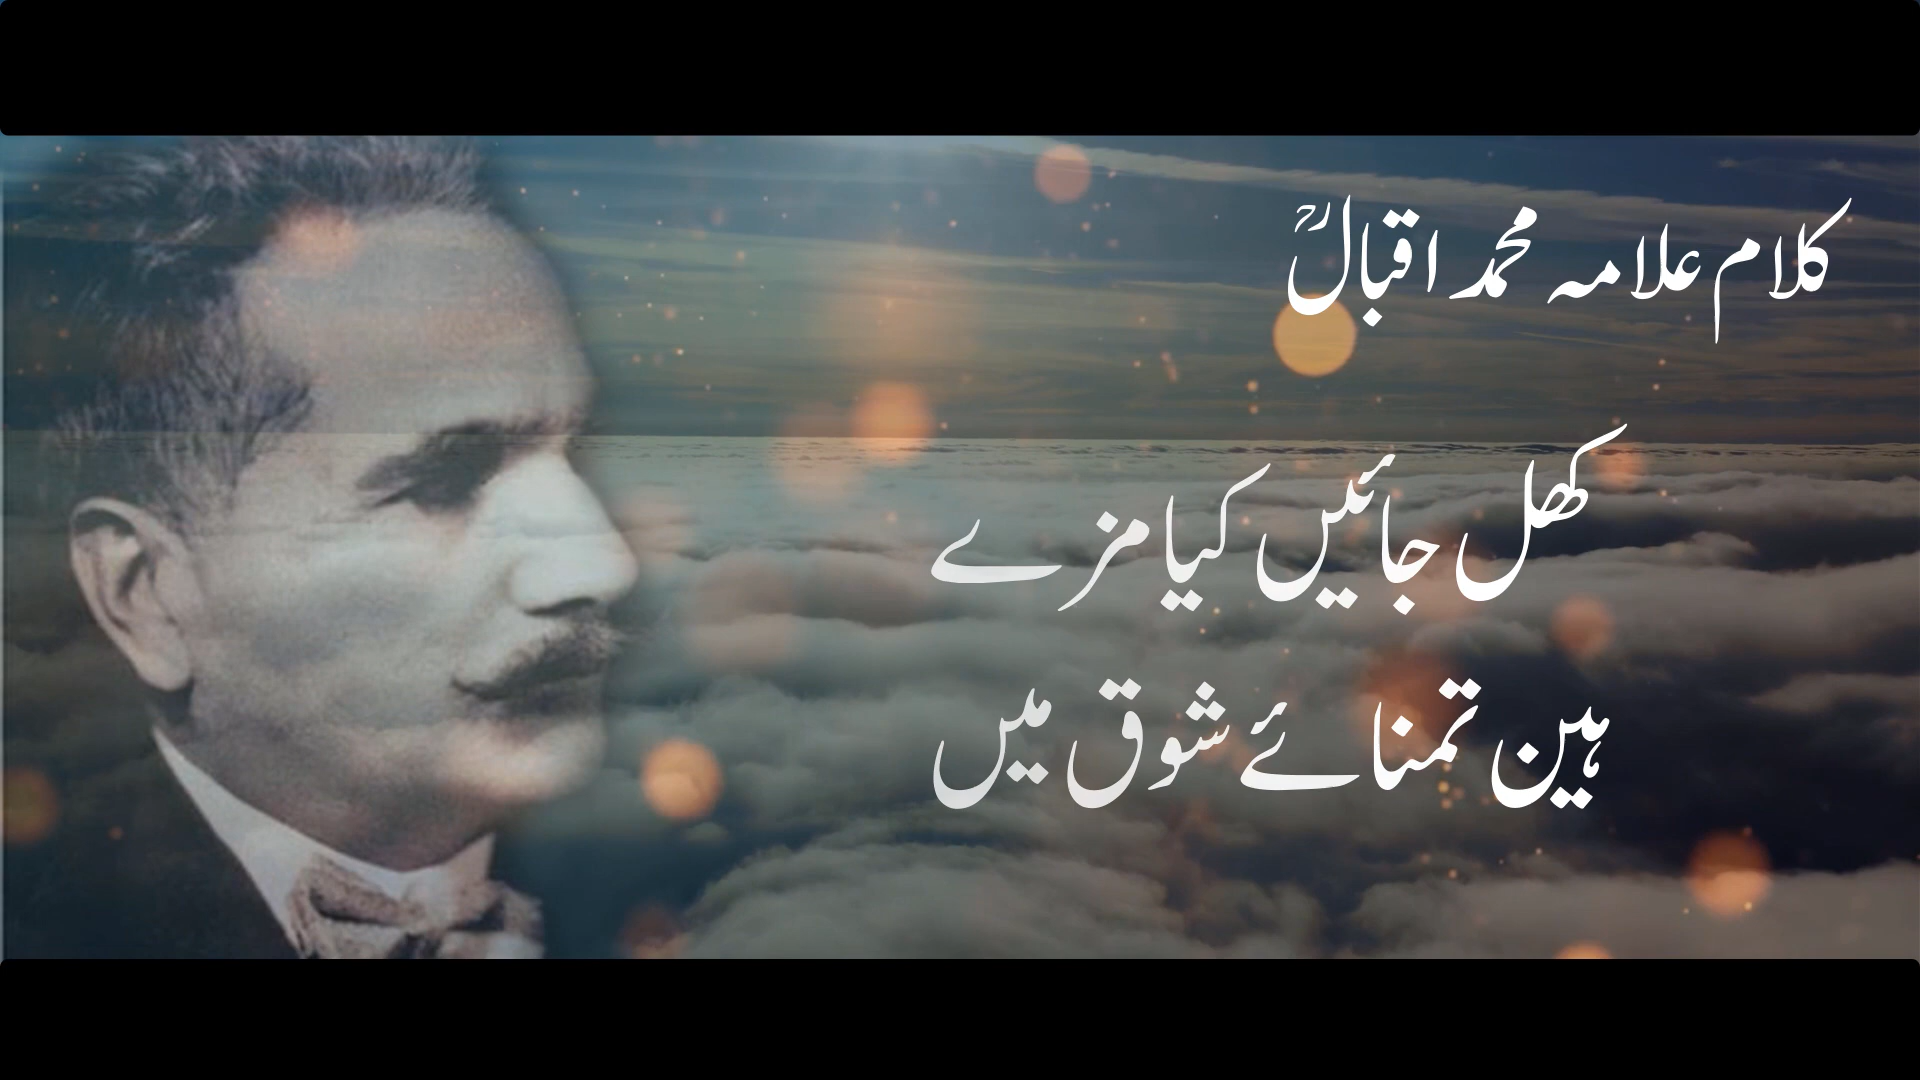 کلام علامہ محمد اقبالؒ
کھل جائیں کیا مزے
ہین تمنائے شوق میں